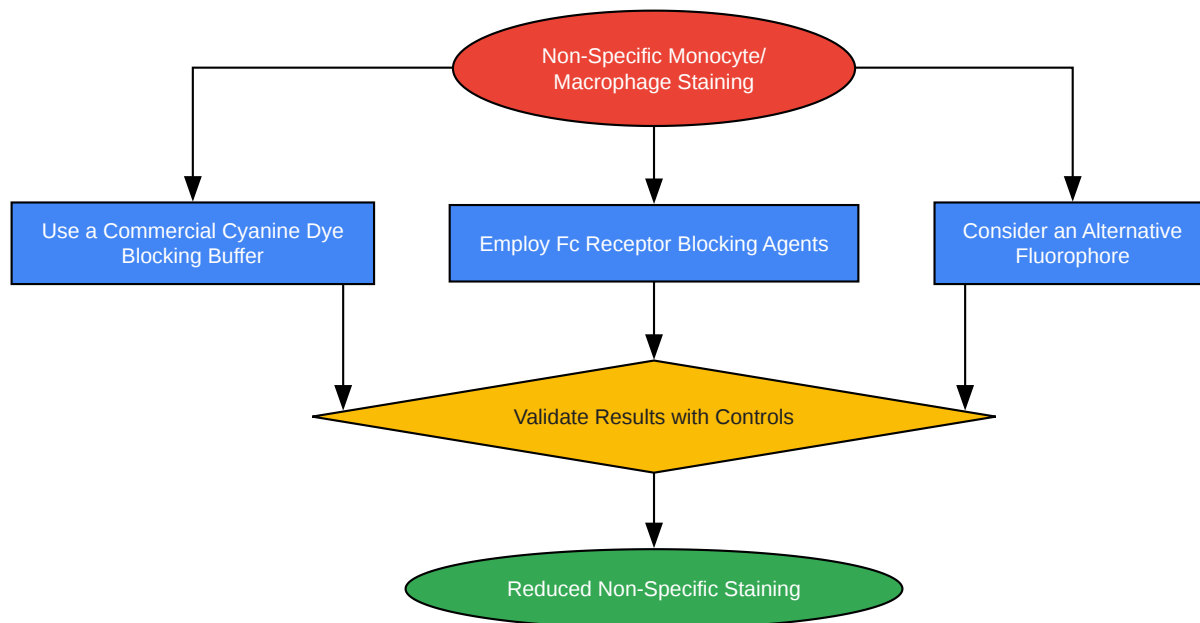 Non-Specific Monocyte/
Macrophage Staining
Use a Commercial Cyanine Dye
Blocking Buffer
Employ Fc Receptor Blocking Agents
Consider an Alternative
Fluorophore
Validate Results with Controls
Reduced Non-Specific Staining